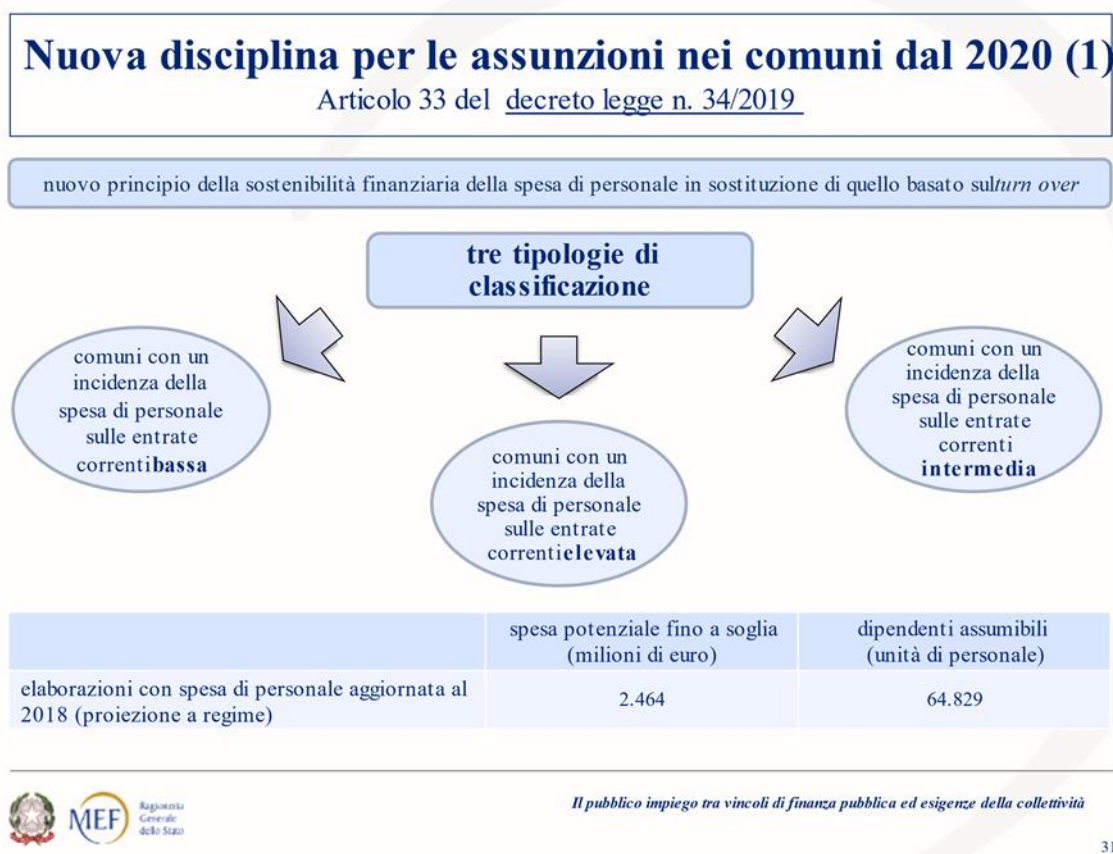 Nuova disciplina per le assunzioni nei comuni dal 2020 (1)
Articolo 33 del decreto legge n. 34/2019
nuovo principio della sostenibilità finanziaria della spesa di personale in sostituzione di quello basato sulturn over
tre tipologie di
classificazione
comuni con un
incidenza della
spesa di personale
sulle entrate
correntibassa
comuni con un
incidenza della
spesa di personale
sulle entrate
correntielevata
comuni con un
incidenza della
spesa di personale
sulle entrate
correnti
intermedia
spesa potenziale fino a soglia
(milioni di euro)
dipendenti assumibili
(unità di personale)
elaborazioni con spesa di personale aggiornata al
2018 (proiezione a regime)
2.464
64.829
MEF
Ragioneria
Generale
dello Stato
Il pubblico impiego tra vincoli di finanza pubblica ed esigenze della collettività
31